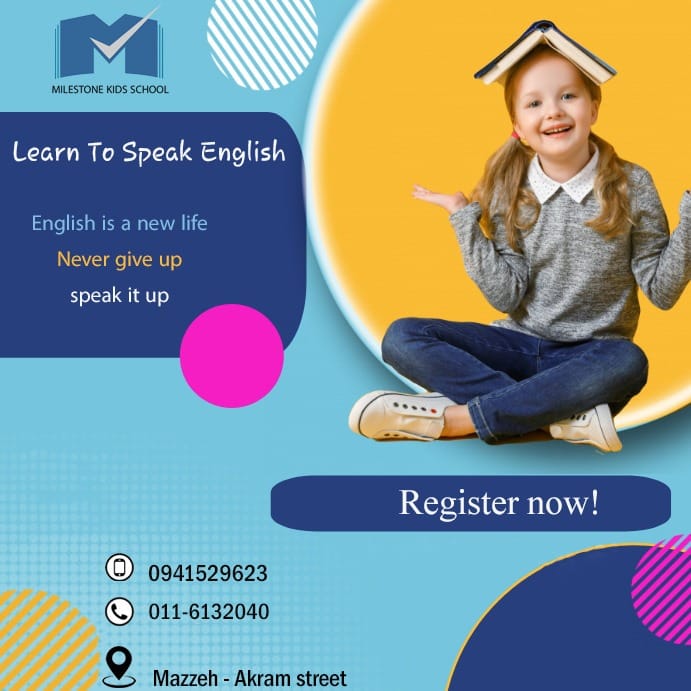 MILESTONE KIDS SCHOOL
Learn To Speak English
English is a new life
Never give up
speak it up
Register now!
0941529623
011-6132040
Mazzeh - Akram street